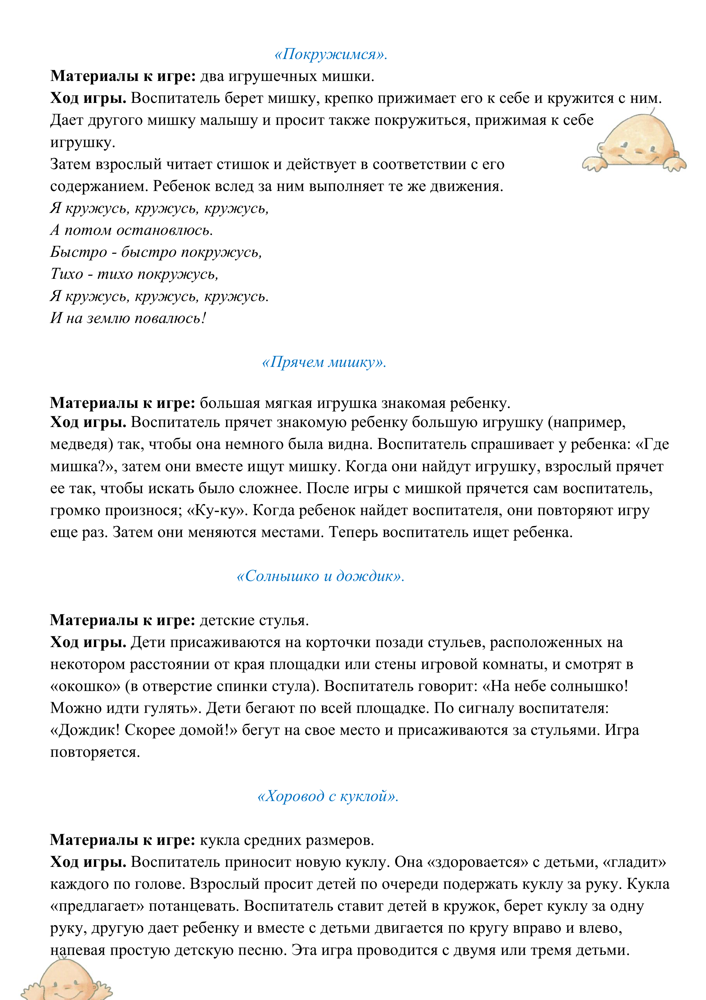 «Покружимся».
Материалы к игре: два игрушечных мишки.
Ход игры. Воспитатель берет мишку, крепко прижимает его к себе и кружится с ним.
Дает другого мишку малышу и просит также покружиться, прижимая к себе
игрушку.
Затем взрослый читает стишок и действует в соответствии с его
содержанием. Ребенок вслед за ним выполняет те же движения.
Я кружусь, кружусь, кружусь,
А потом остановлюсь.
Быстро - быстро покружусь,
Тихо - тихо покружусь,
Я кружусь, кружусь, кружусь.
И на землю повалюсь!
«Прячем мишку».
Материалы к игре: большая мягкая игрушка знакомая ребенку.
Ход игры. Воспитатель прячет знакомую ребенку большую игрушку (например,
медведя) так, чтобы она немного была видна. Воспитатель спрашивает у ребенка: «Где
мишка?», затем они вместе ищут мишку. Когда они найдут игрушку, взрослый прячет
ее так, чтобы искать было сложнее. После игры с мишкой прячется сам воспитатель,
громко произнося; «Ку-ку». Когда ребенок найдет воспитателя, они повторяют игру
еще раз. Затем они меняются местами. Теперь воспитатель ищет ребенка.
«Солнышко и дождик».
Материалы к игре: детские стулья.
Ход игры. Дети присаживаются на корточки позади стульев, расположенных на
некотором расстоянии от края площадки или стены игровой комнаты, и смотрят в
«окошко» (в отверстие спинки стула). Воспитатель говорит: «На небе солнышко!
Можно идти гулять». Дети бегают по всей площадке. По сигналу воспитателя:
«Дождик! Скорее домой!» бегут на свое место и присаживаются за стульями. Игра
повторяется.
«Хоровод с куклой».
Материалы к игре: кукла средних размеров.
Ход игры. Воспитатель приносит новую куклу. Она «здоровается» с детьми, «гладит»
каждого по голове. Взрослый просит детей по очереди подержать куклу за руку. Кукла
«предлагает» потанцевать. Воспитатель ставит детей в кружок, берет куклу за одну
руку, другую дает ребенку и вместе с детьми двигается по кругу вправо и влево,
напевая простую детскую песню. Эта игра проводится с двумя или тремя детьми.